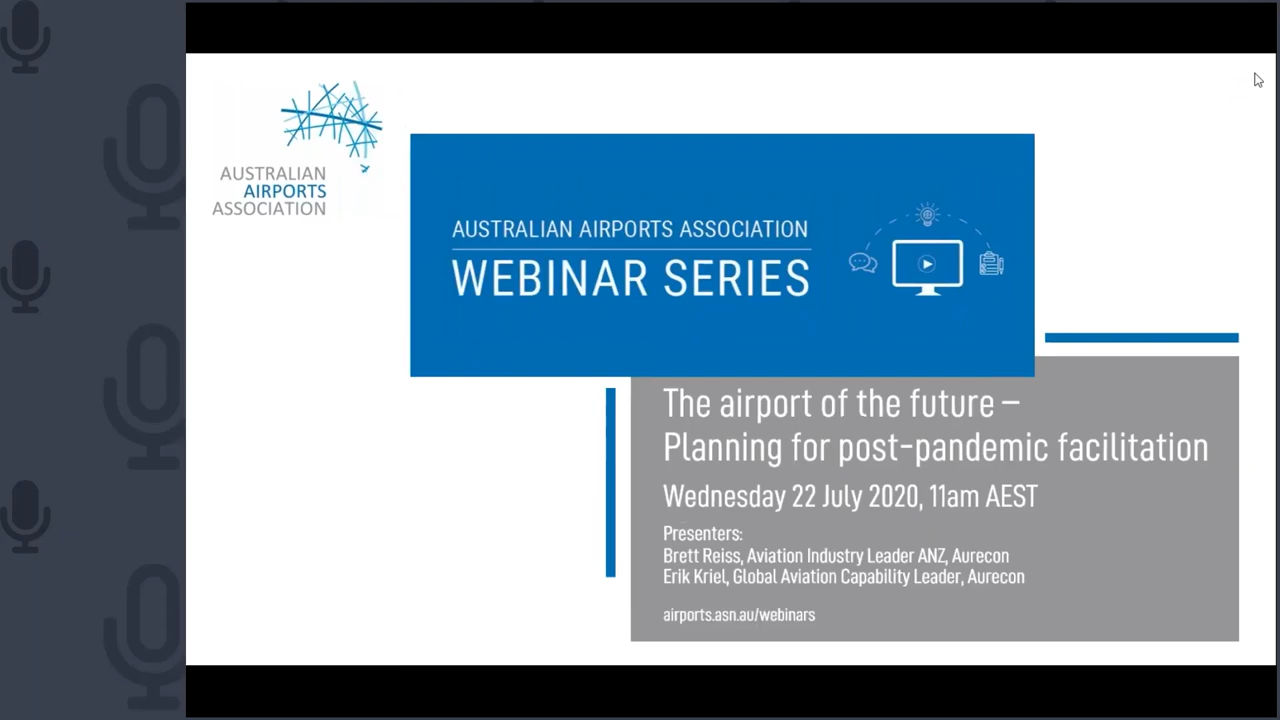 AUSTRALIAN
AIRPORTS
ASSOCIATION
AUSTRALIAN AIRPORTS ASSOCIATION
WEBINAR SERIES
The airport of the future –
Planning for post-pandemic facilitation
Wednesday 22 July 2020, 11am AEST
Presenters:
Brett Reiss, Aviation Industry Leader ANZ, Aurecon
Erik Kriel, Global Aviation Capability Leader, Aurecon
airports.asn.au/webinars